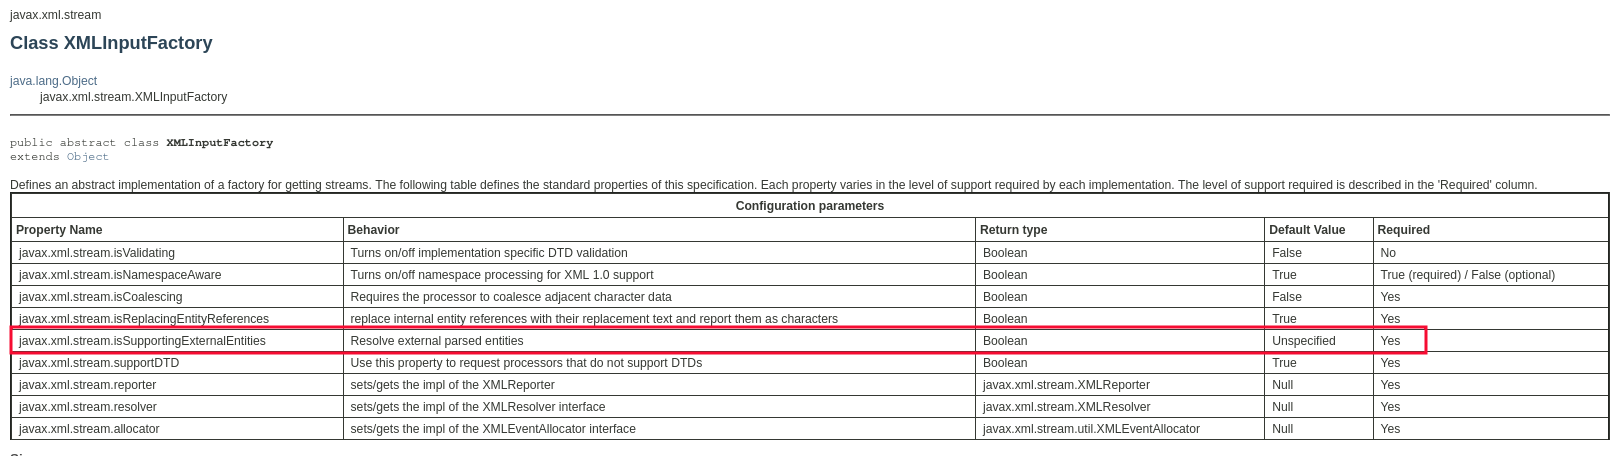 javax.xml.stream
Class XMLInputFactory
java.lang.Object
javax.xml.stream.XMLInputFactory
public abstract class XMLInputFactory
extends Object
Defines an abstract implementation of a factory for getting streams. The following table defines the standard properties of this specification. Each property varies in the level of support required by each implementation. The level of support required is described in the 'Required' column.
Configuration parameters
Property Name Behavior Return type Default Value Required
javax.xml.stream.isValidating Turns on/off implementation specific DTD validation Boolean False No
javax.xml.stream.isNamespaceAware Turns on/off namespace processing for XML 1.0 support Boolean True True (required) / False (optional)
javax.xml.stream.isCoalescing Requires the processor to coalesce adjacent character data Boolean False Yes
javax.xml.stream.isReplacingEntityReferences replace internal entity references with their replacement text and report them as characters Boolean True Yes
javax.xml.stream.isSupportingExternalEntities Resolve external parsed entities Boolean Unspecified Yes
javax.xml.stream.supportDTD Use this property to request processors that do not support DTDs Boolean True Yes
javax.xml.stream.reporter sets/gets the impl of the XMLReporter javax.xml.stream.XMLReporter Null Yes
javax.xml.stream.resolver sets/gets the impl of the XMLResolver interface javax.xml.stream.XMLResolver Null Yes
javax.xml.stream.allocator sets/gets the impl of the XMLEventAllocator interface javax.xml.stream.util.XMLEventAllocator Null Yes